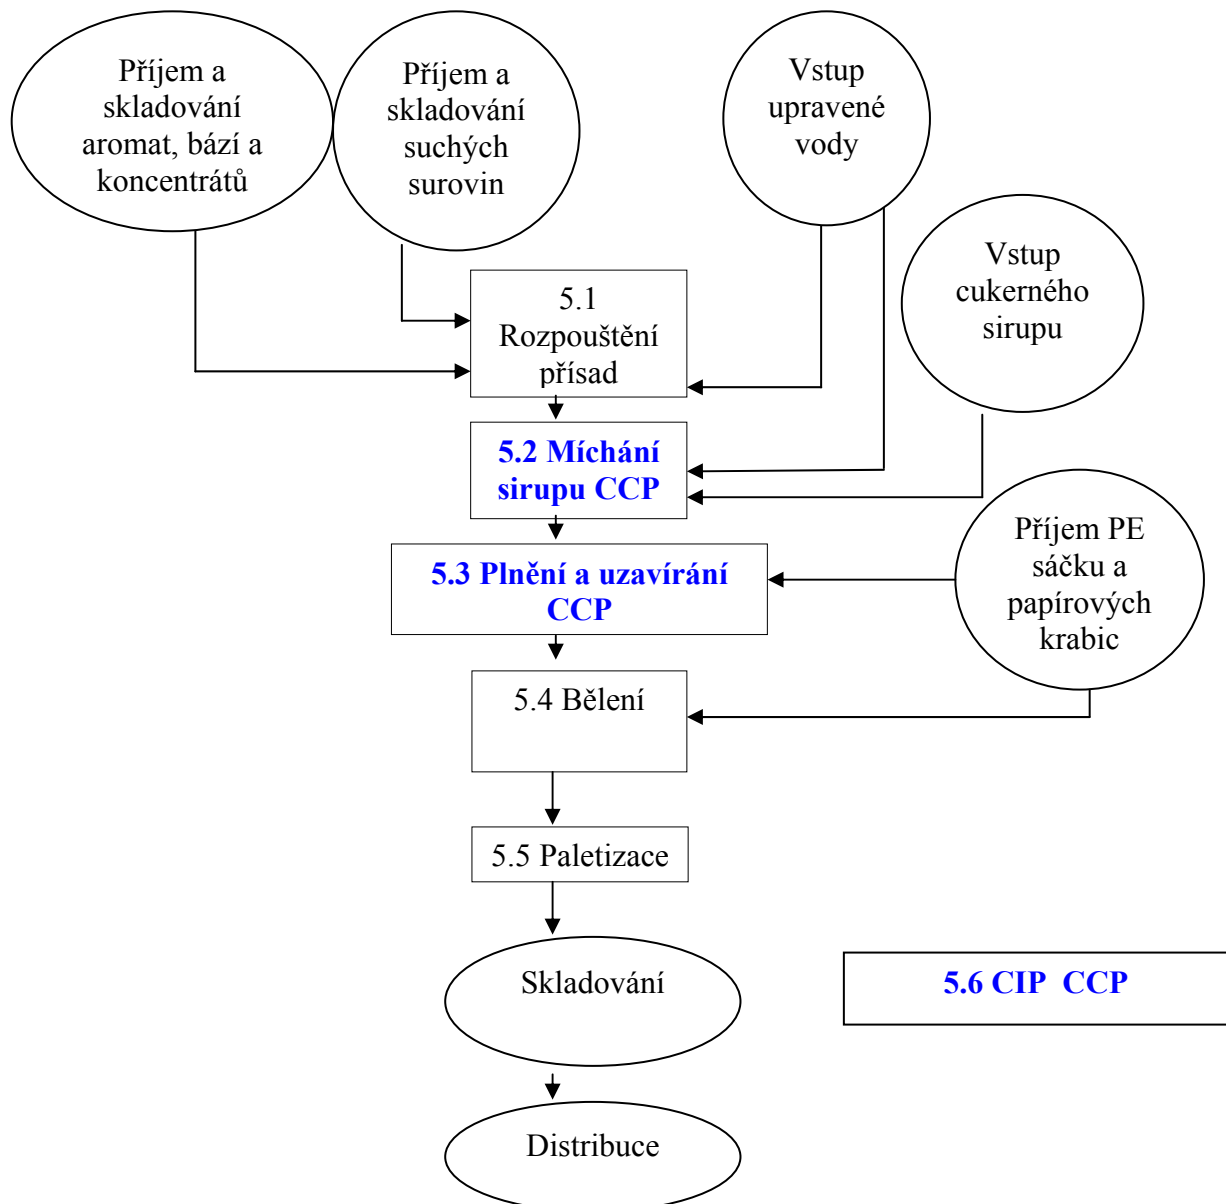 Příjem a
skladování
aromat, bází a
koncentrátů
Příjem a
skladování
suchých
surovin
Vstup
upravené
vody
Vstup
cukerného
sirupu
5.1
Rozpouštění
přísad
5.2 Míchání
sirupu CCP
5.3 Plnění a uzavírání
CCP
Příjem PE
sáčku a
papírových
krabic
5.4 Bělení
5.5 Paletizace
Skladování
5.6 CIP  CCP
Distribuce